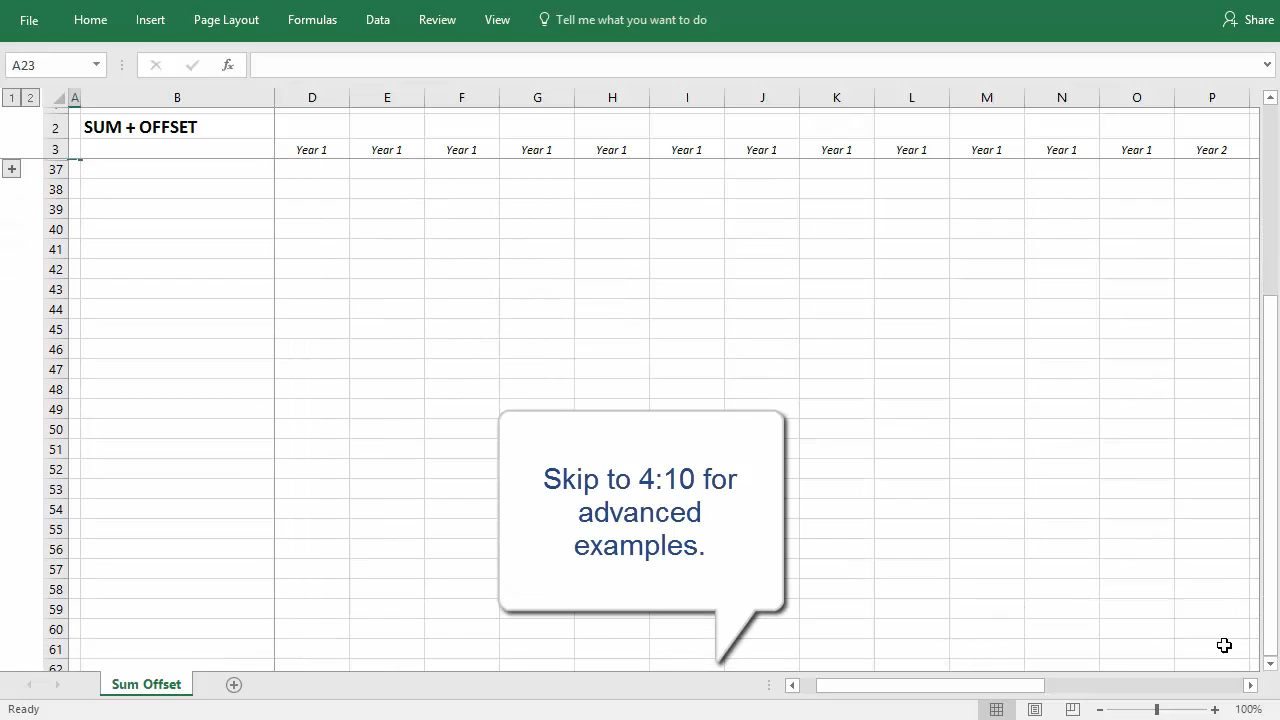 File Home Insert Page Layout Formulas Data Review View Tell me what you want to do Share
A23 fx
1 2 A B D E F G H I J K L M N O P
2 SUM + OFFSET
3 Year 1 Year 1 Year 1 Year 1 Year 1 Year 1 Year 1 Year 1 Year 1 Year 1 Year 1 Year 1 Year 2
37
38
39
40
41
42
43
44
45
46
47
48
49
50
51
52
53
54
55
56
57
58
59
60
61
62
Skip to 4:10 for
advanced
examples.
Sum Offset
Ready 100%